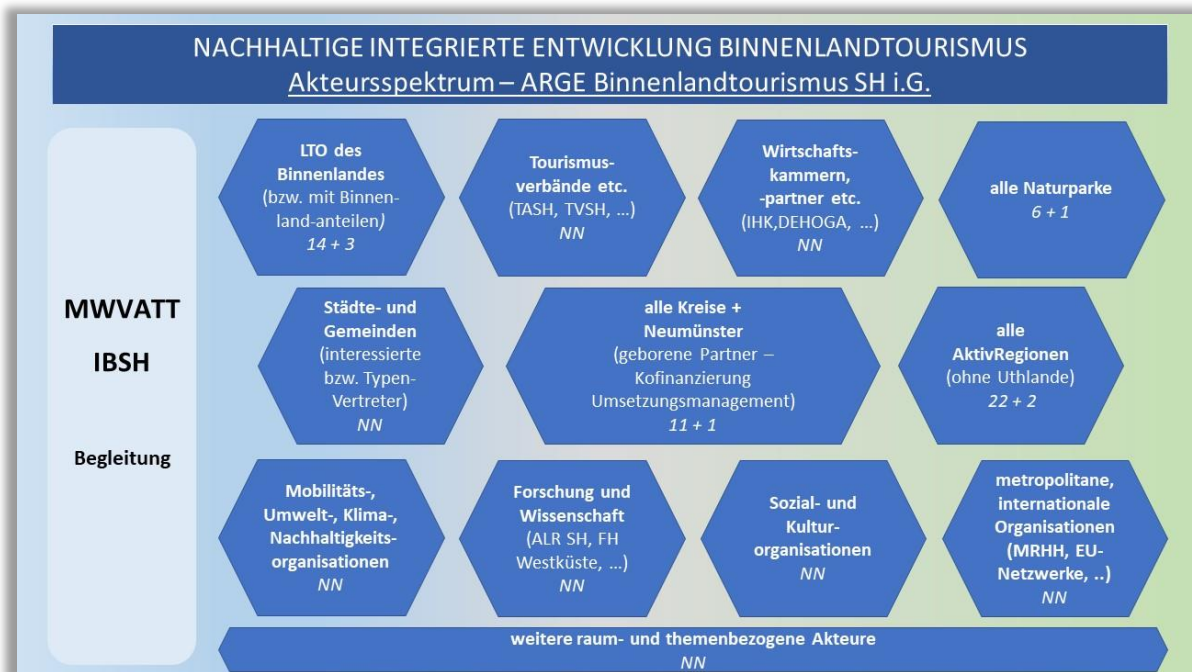 NACHHALTIGE INTEGRIERTE ENTWICKLUNG BINNENLANDTOURISMUS
Akteursspektrum – ARGE Binnenlandtourismus SH i.G.
MWVATT
IBSH
Begleitung
LTO des
Binnenlandes
(bzw. mit Binnen-
land-anteilen)
14 + 3
Tourismus-
verbände etc.
(TASH, TVSH, ...)
NN
Wirtschafts-
kammern,
-partner etc.
(IHK,DEHOGA, ...)
NN
alle Naturparke
6 + 1
Städte- und
Gemeinden
(interessierte
bzw. Typen-
Vertreter)
NN
alle Kreise +
Neumünster
(geborene Partner –
Kofinanzierung
Umsetzungsmanagement)
11 + 1
alle
AktivRegionen
(ohne Uthlande)
22 + 2
Mobilitäts-,
Umwelt-, Klima-,
Nachhaltigkeits-
organisationen
NN
Forschung und
Wissenschaft
(ALR SH, FH
Westküste, ...)
NN
Sozial- und
Kultur-
organisationen
NN
metropolitane,
internationale
Organisationen
(MRHH, EU-
Netzwerke, ..)
NN
weitere raum- und themenbezogene Akteure
NN